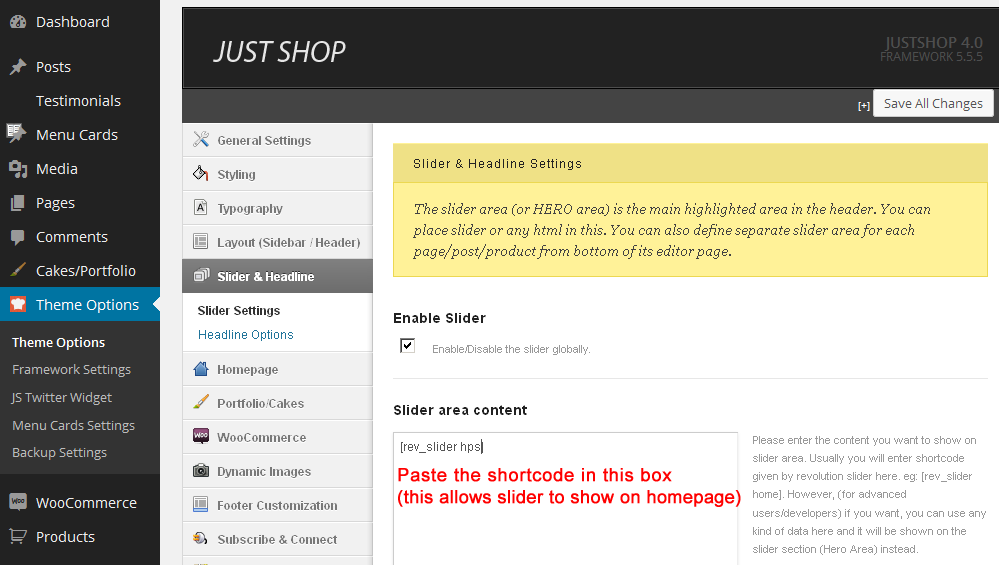 Dashboard
Posts
Testimonials
Menu Cards
Media
Pages
Comments
Cakes/Portfolio
Theme Options
Theme Options
Framework Settings
JS Twitter Widget
Menu Cards Settings
Backup Settings
WooCommerce
Products
JUST SHOP
JUSTSHOP 4.0
FRAMEWORK 5.5.5
[+]
Save All Changes
General Settings
Styling
Typography
Layout (Sidebar / Header)
Slider & Headline
Slider Settings
Headline Options
Homepage
Portfolio/Cakes
WooCommerce
Dynamic Images
Footer Customization
Subscribe & Connect
Slider & Headline Settings
The slider area (or HERO area) is the main highlighted area in the header. You can
place slider or any html in this. You can also define separate slider area for each
page/post/product from bottom of its editor page.
Enable Slider
Enable/Disable the slider globally.
Slider area content
[rev_slider hps]
Paste the shortcode in this box
(this allows slider to show on homepage)
Please enter the content you want to show on
slider area. Usually you will enter shortcode
given by revolution slider here. eg: [rev_slider
home]. However, (for advanced
users/developers) if you want, you can use any
kind of data here and it will be shown on the
slider section (Hero Area) instead.